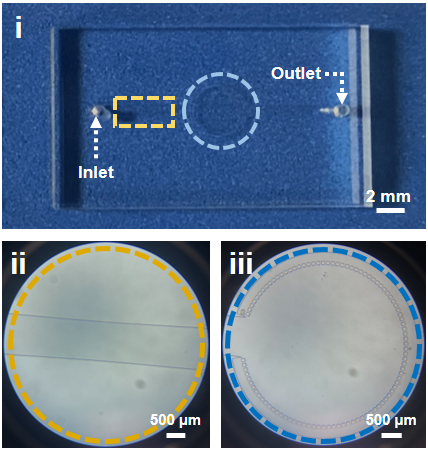 i
Outlet
Inlet
2 mm
ii
500 µm
iii
500 µm